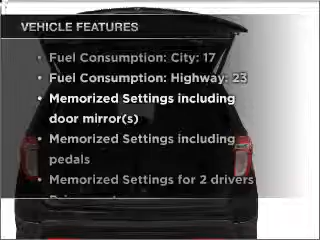 VEHICLE FEATURES
• Fuel Consumption: City: 17
• Fuel Consumption: Highway: 23
• Memorized Settings including
door mirror(s)
• Memorized Settings including
pedals
• Memorized Settings for 2 drivers